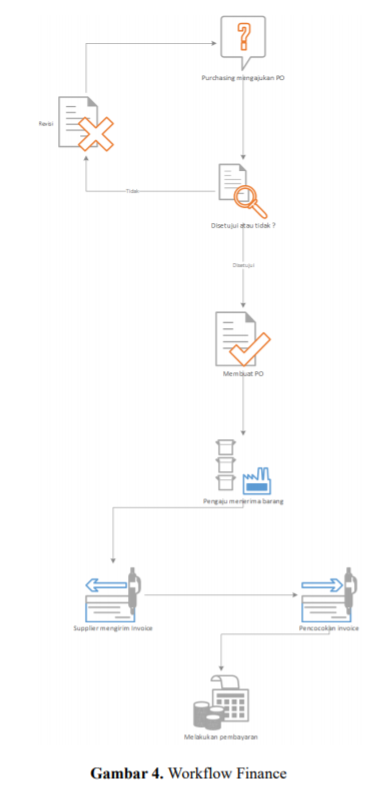 Purchasing mengajukan PO
Revisi
Tidak
Disetujui atau tidak ?
Disetujui
Membuat PO
Pengaju menerima barang
Supplier mengirim invoice
Pencocokan invoice
Melakukan pembayaran
Gambar 4. Workflow Finance